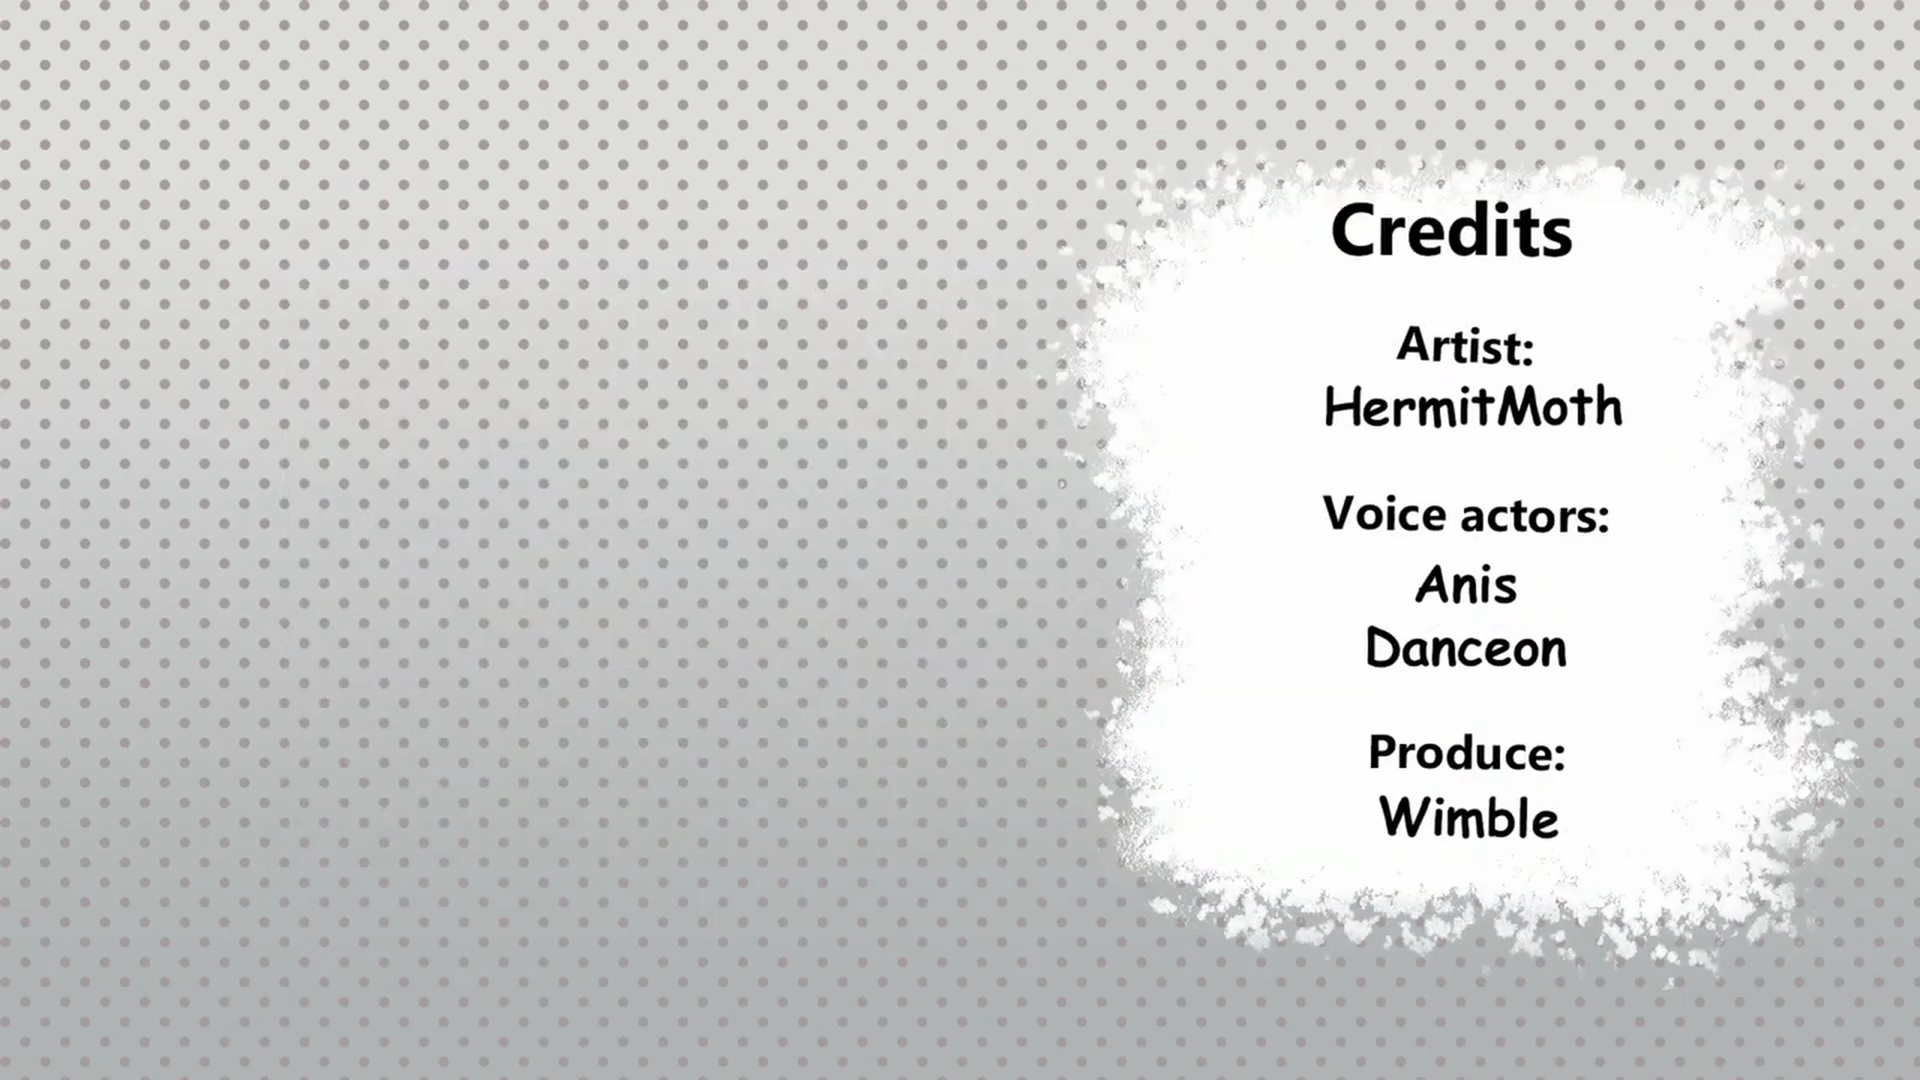 Credits
Artist:
HermitMoth
Voice actors:
Anis
Danceon
Produce:
Wimble